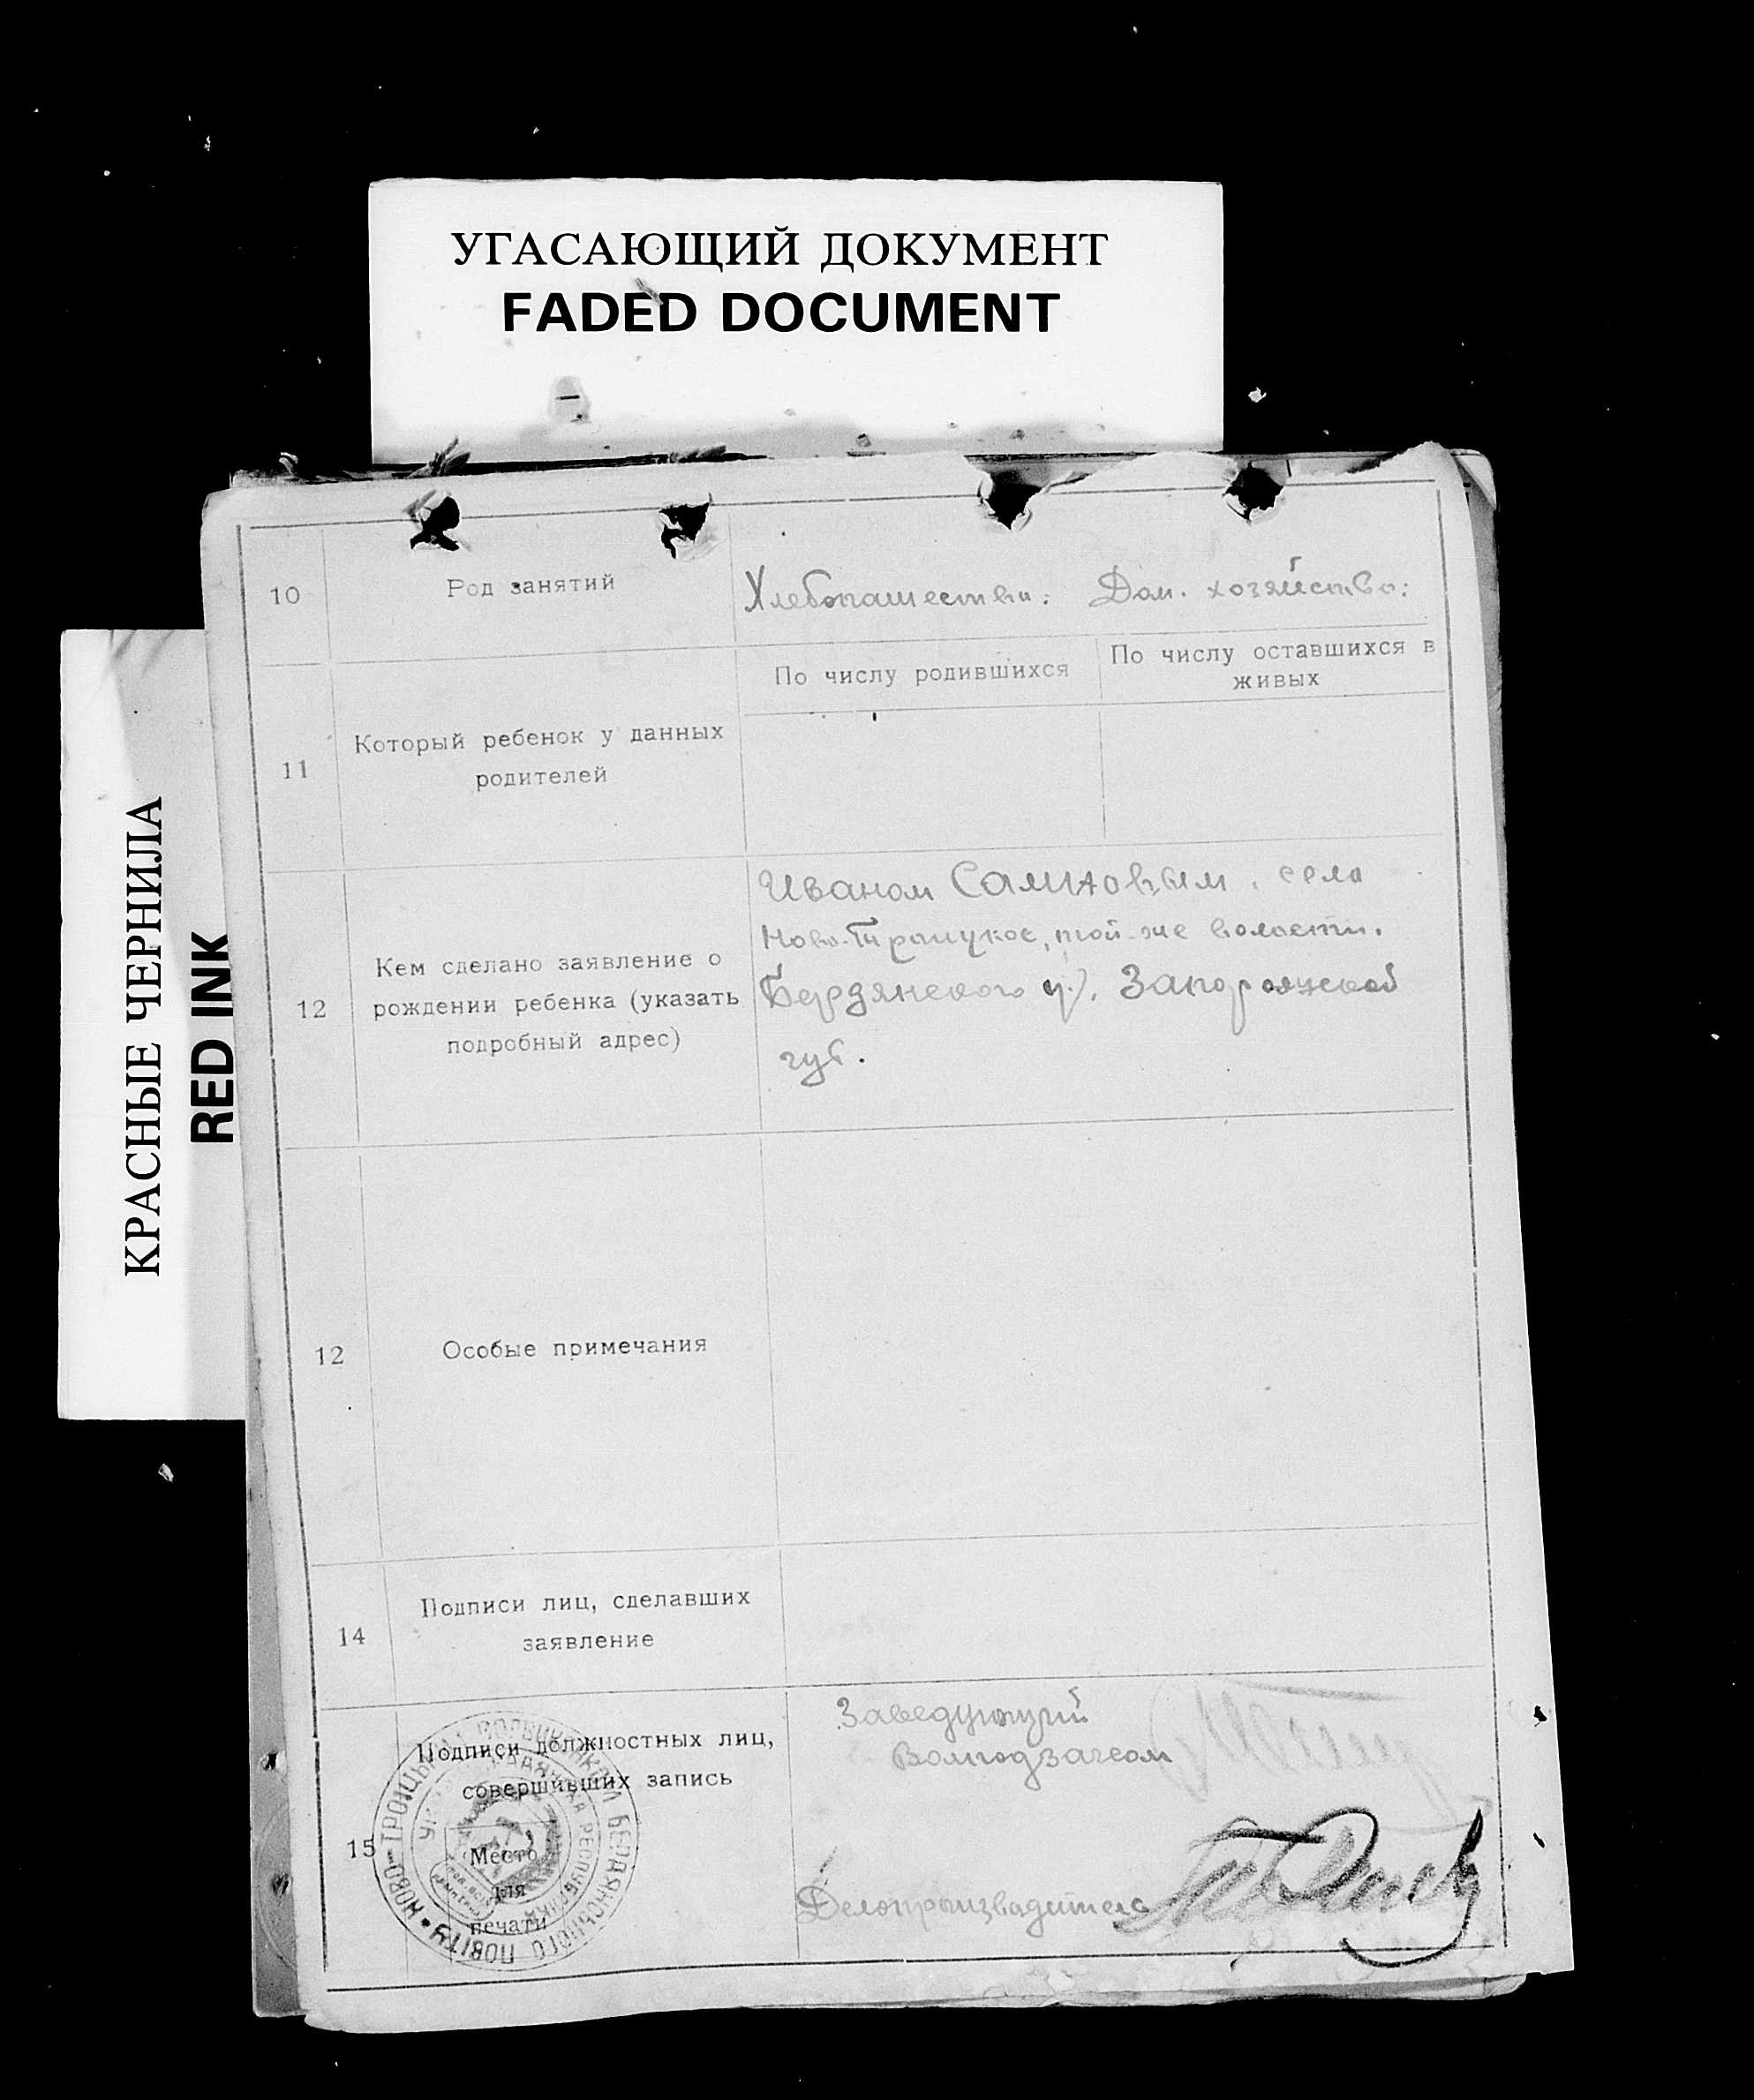 УГАСАЮЩИЙ ДОКУМЕНТ
FADED DOCUMENT
КРАСНЫЕ ЧЕРНИЛА
RED INK
10 Род занятий Хлебопашество: Дом. хозяйство:
По числу родившихся По числу оставшихся в
живых
11 Который ребенок у данных
родителей
Иваном села
той-же волости.
12 Кем сделано заявление о
рождении ребенка (указать
подробный адрес)
Бердянского у. Запорожской
губ.
12 Особые примечания
14 Подписи лиц, сделавших
заявление
15 Подписи должностных лиц,
совершивших запись
Место
для
печати
Заведующий
Делопроизводитель
НОВО-ТРОИЦЬКИЙ БЕРДЯНСЬКОГО ПОВІТУ